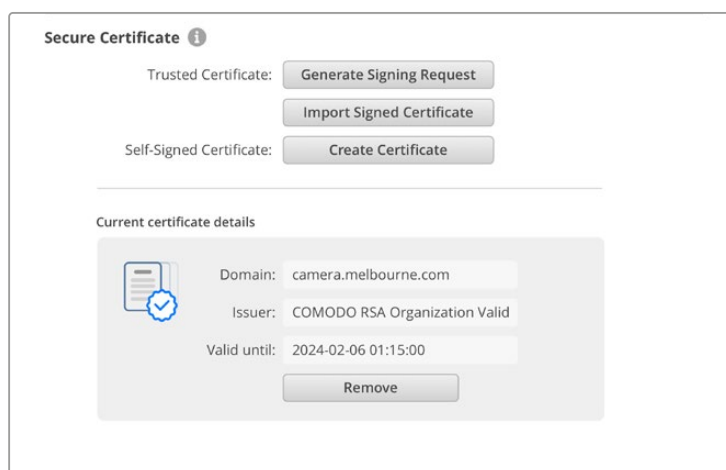 Secure Certificate
Trusted Certificate: Generate Signing Request
Import Signed Certificate
Self-Signed Certificate: Create Certificate
Current certificate details
Domain: camera.melbourne.com
Issuer: COMODO RSA Organization Valid
Valid until: 2024-02-06 01:15:00
Remove